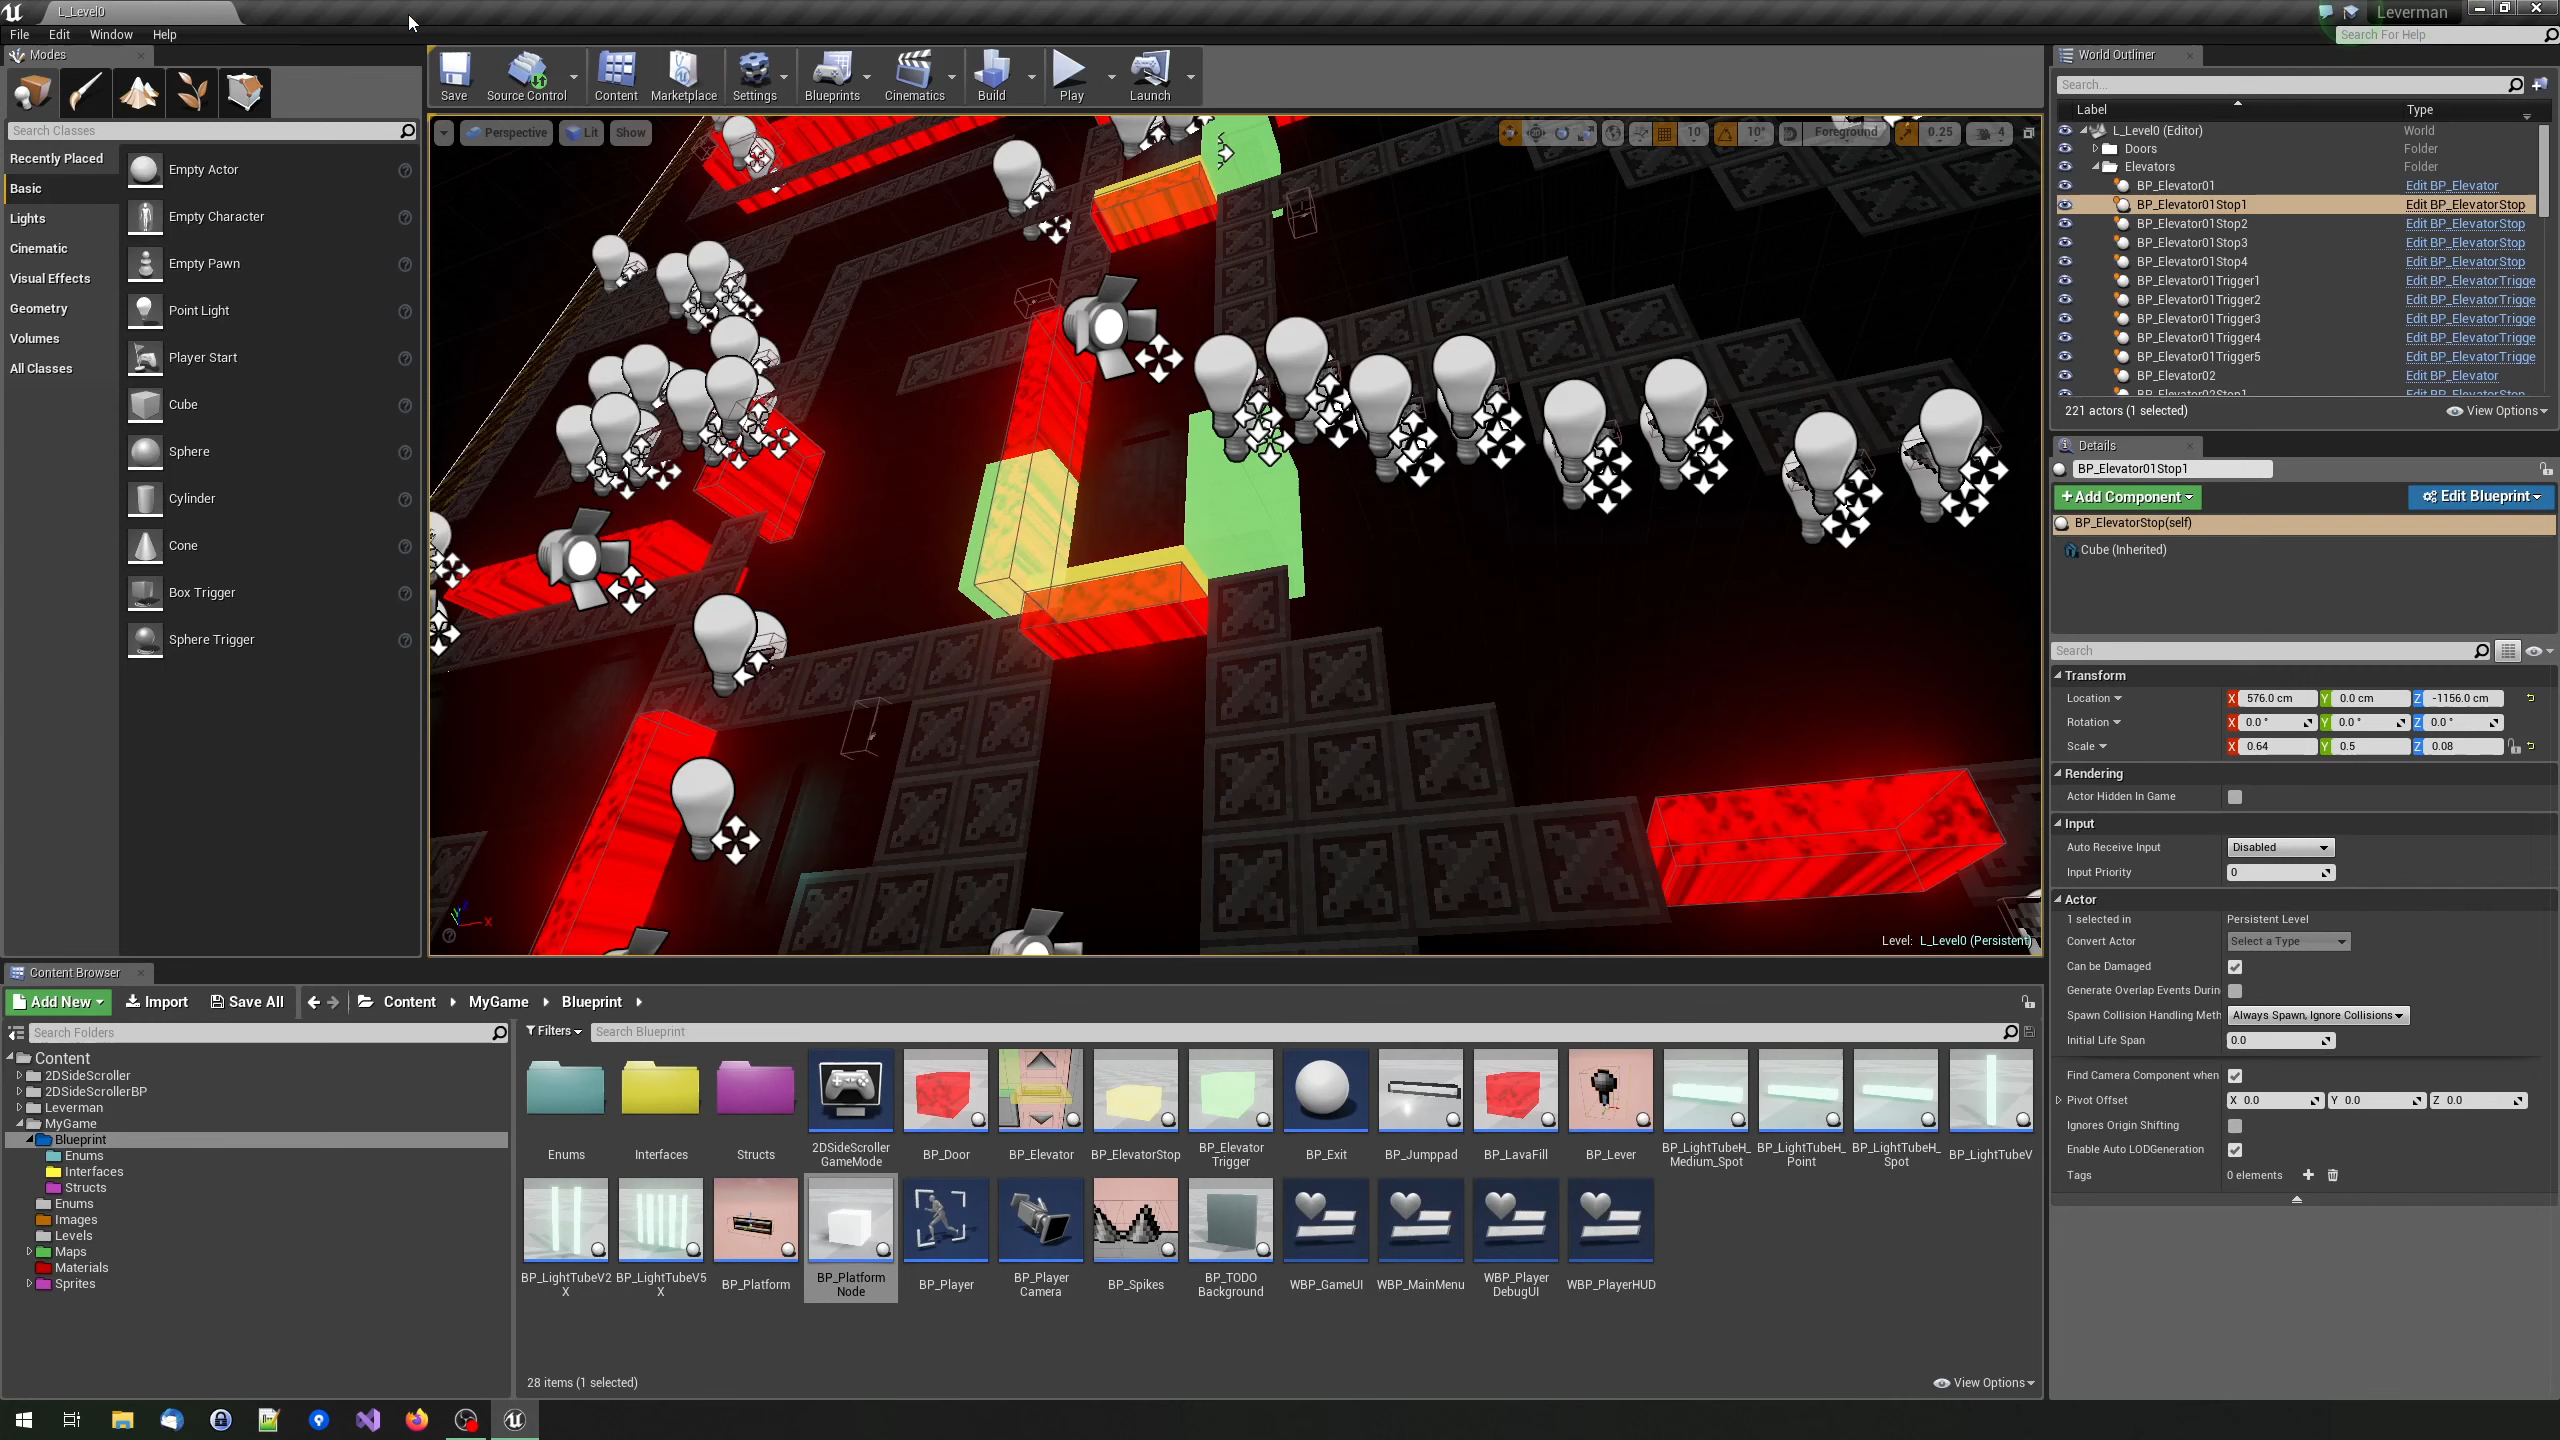 L_Level0
Leverman
File Edit Window Help
Search For Help
Modes
Search Classes
Recently Placed
Basic
Lights
Cinematic
Visual Effects
Geometry
Volumes
All Classes
Empty Actor
Empty Character
Empty Pawn
Point Light
Player Start
Cube
Sphere
Cylinder
Cone
Box Trigger
Sphere Trigger
Save
Source Control
Content
Marketplace
Settings
Blueprints
Cinematics
Build
Play
Launch
Perspective Lit Show
10 10° Foreground 0.25 4
Level: L_Level0 (Persistent)
World Outliner
Search...
Label Type
L_Level0 (Editor) World
Doors Folder
Elevators Folder
BP_Elevator01 Edit BP_Elevator
BP_Elevator01Stop1 Edit BP_ElevatorStop
BP_Elevator01Stop2 Edit BP_ElevatorStop
BP_Elevator01Stop3 Edit BP_ElevatorStop
BP_Elevator01Stop4 Edit BP_ElevatorStop
BP_Elevator01Trigger1 Edit BP_ElevatorTrigge
BP_Elevator01Trigger2 Edit BP_ElevatorTrigge
BP_Elevator01Trigger3 Edit BP_ElevatorTrigge
BP_Elevator01Trigger4 Edit BP_ElevatorTrigge
BP_Elevator01Trigger5 Edit BP_ElevatorTrigge
BP_Elevator02 Edit BP_Elevator
221 actors (1 selected) View Options
Details
BP_Elevator01Stop1
+Add Component Edit Blueprint
BP_ElevatorStop(self)
Cube (Inherited)
Search
Transform
Location X 576.0 cm Y 0.0 cm Z -1156.0 cm
Rotation X 0.0 ° Y 0.0 ° Z 0.0 °
Scale X 0.64 Y 0.5 Z 0.08
Rendering
Actor Hidden In Game
Input
Auto Receive Input Disabled
Input Priority 0
Actor
1 selected in Persistent Level
Convert Actor Select a Type
Can be Damaged
Generate Overlap Events Durin
Spawn Collision Handling Meth Always Spawn, Ignore Collisions
Initial Life Span 0.0
Find Camera Component when
Pivot Offset X 0.0 Y 0.0 Z 0.0
Ignores Origin Shifting
Enable Auto LODGeneration
Tags 0 elements
Content Browser
Add New Import Save All Content MyGame Blueprint
Search Folders
Filters Search Blueprint
Content
2DSideScroller
2DSideScrollerBP
Leverman
MyGame
Blueprint
Enums
Interfaces
Structs
Enums
Images
Levels
Maps
Materials
Sprites
Enums
Interfaces
Structs
2DSideScroller
GameMode
BP_Door
BP_Elevator
BP_ElevatorStop
BP_Elevator
Trigger
BP_Exit
BP_Jumppad
BP_LavaFill
BP_Lever
BP_LightTubeH_
Medium_Spot
BP_LightTubeH_
Point
BP_LightTubeH_
Spot
BP_LightTubeV
BP_LightTubeV2
X
BP_LightTubeV5
X
BP_Platform
BP_Platform
Node
BP_Player
BP_Player
Camera
BP_Spikes
BP_TODO
Background
WBP_GameUI
WBP_MainMenu
WBP_Player
DebugUI
WBP_PlayerHUD
28 items (1 selected)
View Options